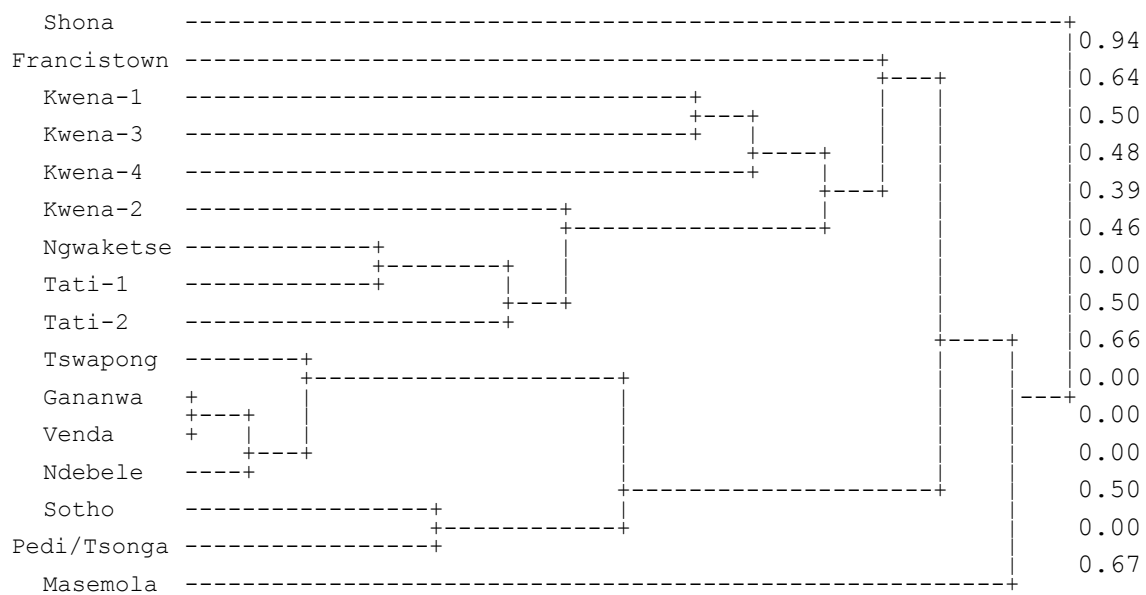 Shona
0.94
Francistown
0.64
Kwena-1
0.50
Kwena-3
0.48
Kwena-4
0.39
Kwena-2
0.46
Ngwaketse
0.00
Tati-1
0.50
Tati-2
0.66
Tswapong
0.00
Gananwa
0.00
Venda
0.00
Ndebele
0.50
Sotho
0.00
Pedi/Tsonga
0.67
Masemola